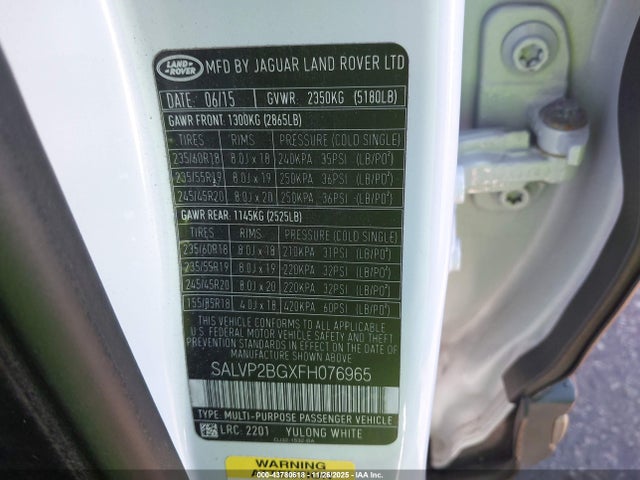 LAND ROVER
MFD BY JAGUAR LAND ROVER LTD
DATE: 06/15 GVWR: 2350KG (5180LB)
GAWR FRONT: 1300KG (2865LB)
TIRES RIMS PRESSURE (COLD SINGLE)
235/60R18 8.0J x 18 240KPA 35PSI (LB/PO²)
235/55R19 8.0J x 19 250KPA 36PSI (LB/PO²)
245/45R20 8.0J x 20 250KPA 36PSI (LB/PO²)
GAWR REAR: 1145KG (2525LB)
TIRES RIMS PRESSURE (COLD SINGLE)
235/60R18 8.0J x 18 210KPA 31PSI (LB/PO²)
235/55R19 8.0J x 19 220KPA 32PSI (LB/PO²)
245/45R20 8.0J x 20 220KPA 32PSI (LB/PO²)
155/85R18 4.0J x 18 420KPA 60PSI (LB/PO²)
THIS VEHICLE CONFORMS TO ALL APPLICABLE
U.S. FEDERAL MOTOR VEHICLE SAFETY AND THEFT
PREVENTION STANDARDS IN EFFECT ON THE DATE OF
MANUFACTURE SHOWN ABOVE
SALVP2BGXFH076965
TYPE: MULTI-PURPOSE PASSENGER VEHICLE
LRC: 2201 YULONG WHITE
WARNING
© IAA - 43780618 - 11/26/2025 - IAAI.COM